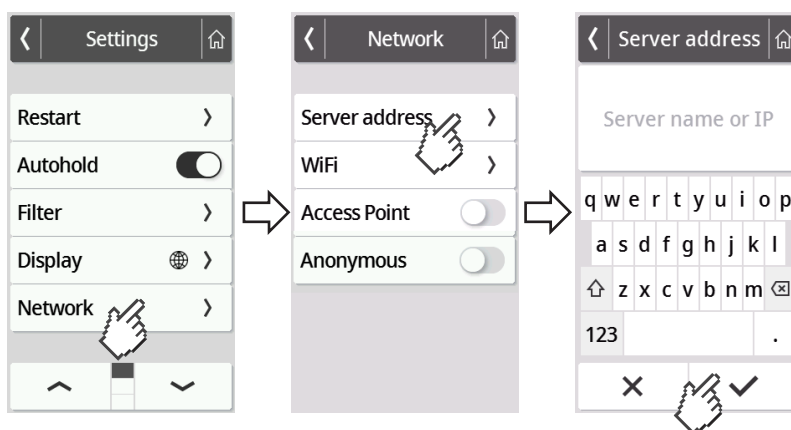 Settings
Restart
Autohold
Filter
Display
Network
Network
Server address
WiFi
Access Point
Anonymous
Server address
Server name or IP
q w e r t y u i o p
a s d f g h j k l
z x c v b n m
123 .